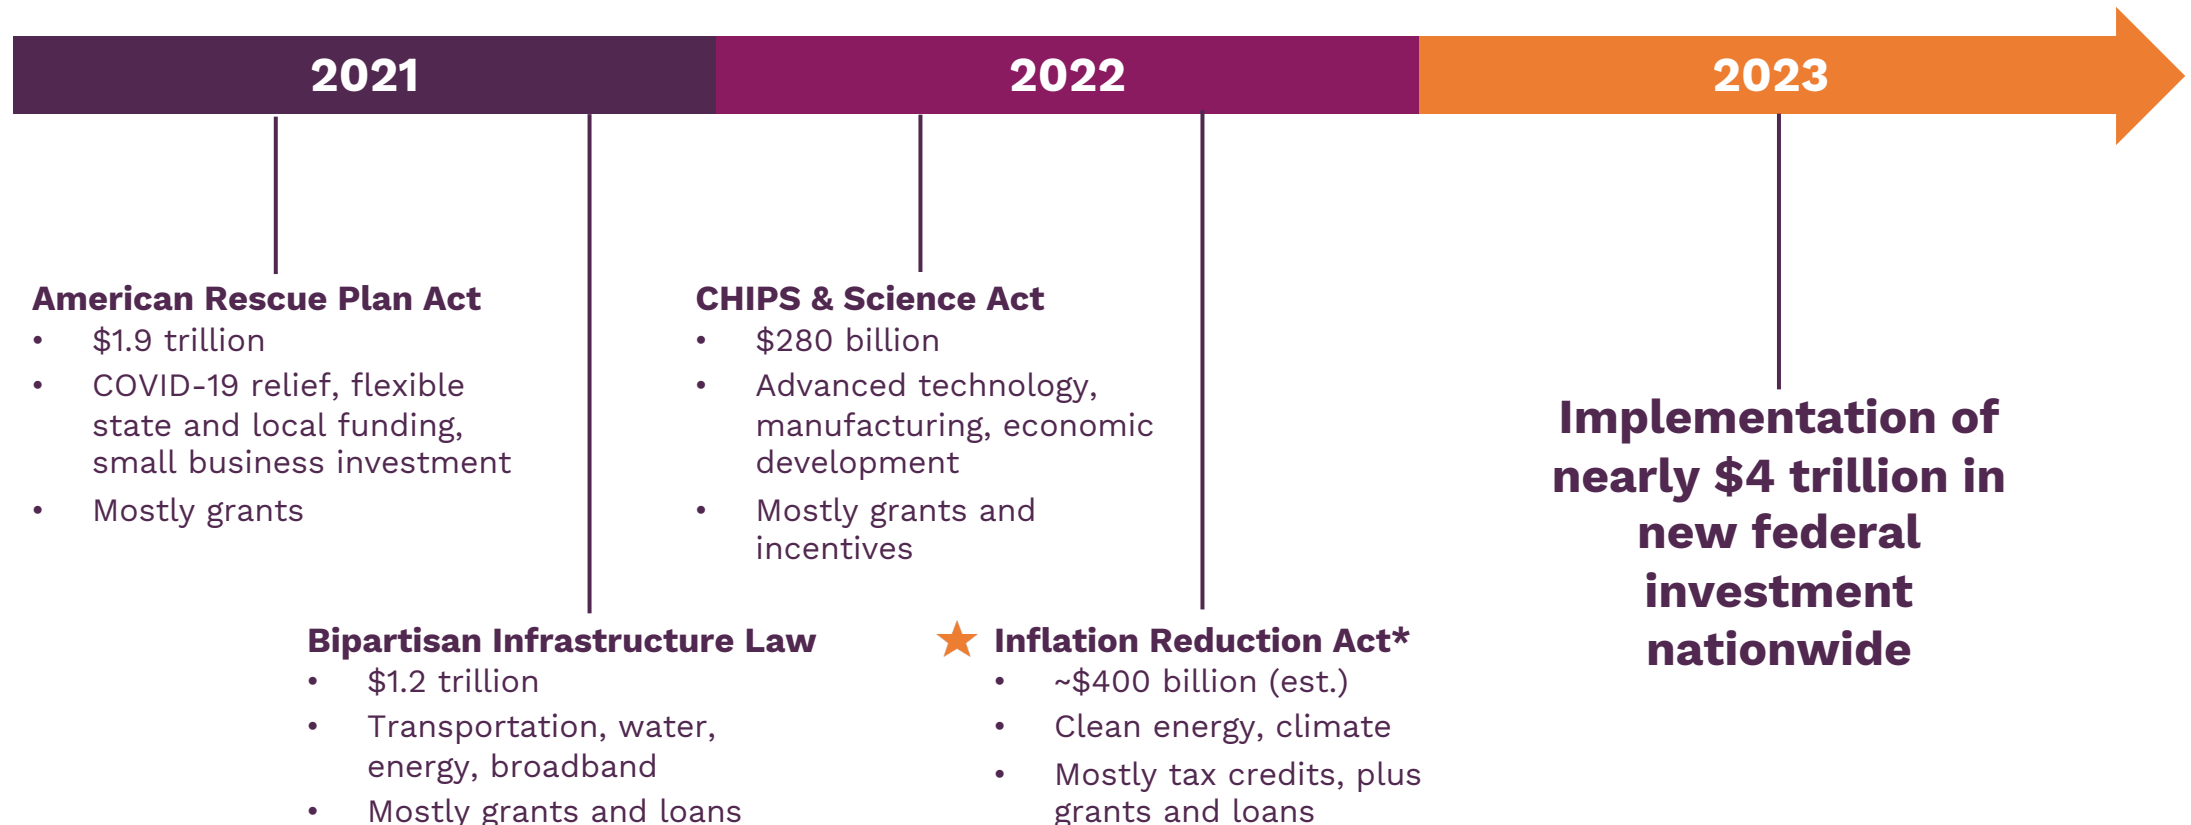 2021
2022
2023
American Rescue Plan Act
• $1.9 trillion
• COVID-19 relief, flexible
state and local funding,
small business investment
• Mostly grants
Bipartisan Infrastructure Law
• $1.2 trillion
• Transportation, water,
energy, broadband
• Mostly grants and loans
CHIPS & Science Act
• $280 billion
• Advanced technology,
manufacturing, economic
development
• Mostly grants and
incentives
Inflation Reduction Act*
• ~$400 billion (est.)
• Clean energy, climate
• Mostly tax credits, plus
grants and loans
Implementation of
nearly $4 trillion in
new federal
investment
nationwide